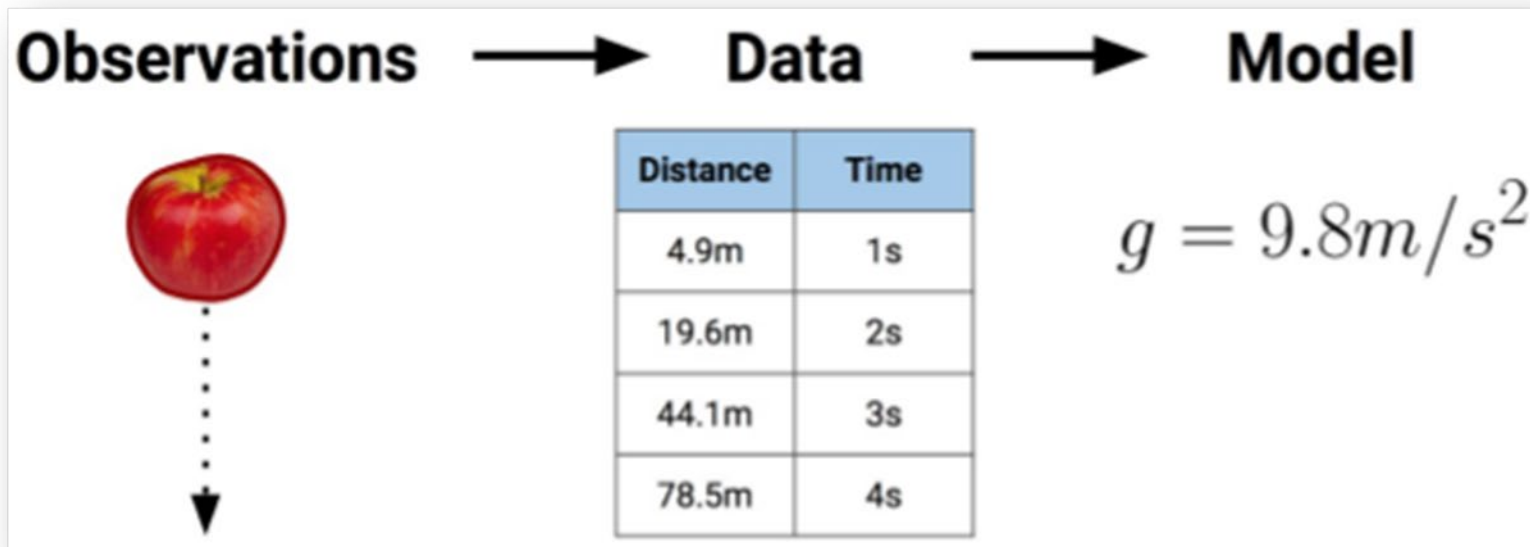 Observations Data Model
Distance Time
4.9m 1s
19.6m 2s
44.1m 3s
78.5m 4s
g = 9.8m/s²